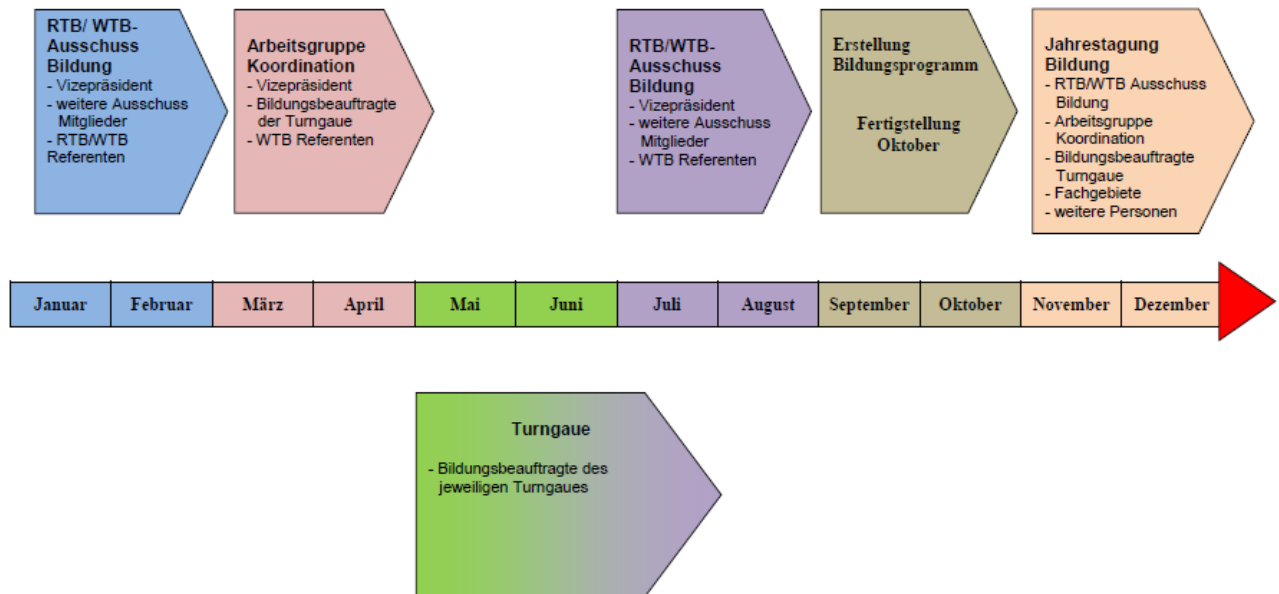 RTB/ WTB-
Ausschuss
Bildung
- Vizepräsident
- weitere Ausschuss
Mitglieder
- RTB/WTB
Referenten
Arbeitsgruppe
Koordination
- Vizepräsident
- Bildungsbeauftragte
der Turngaue
- WTB Referenten
RTB/WTB-
Ausschuss
Bildung
- Vizepräsident
- weitere Ausschuss
Mitglieder
- WTB Referenten
Erstellung
Bildungsprogramm
Fertigstellung
Oktober
Jahrestagung
Bildung
- RTB/WTB Ausschuss
Bildung
- Arbeitsgruppe
Koordination
- Bildungsbeauftragte
Turngaue
- Fachgebiete
- weitere Personen
Januar Februar März April Mai Juni Juli August September Oktober November Dezember
Turngaue
- Bildungsbeauftragte des
jeweiligen Turngaues